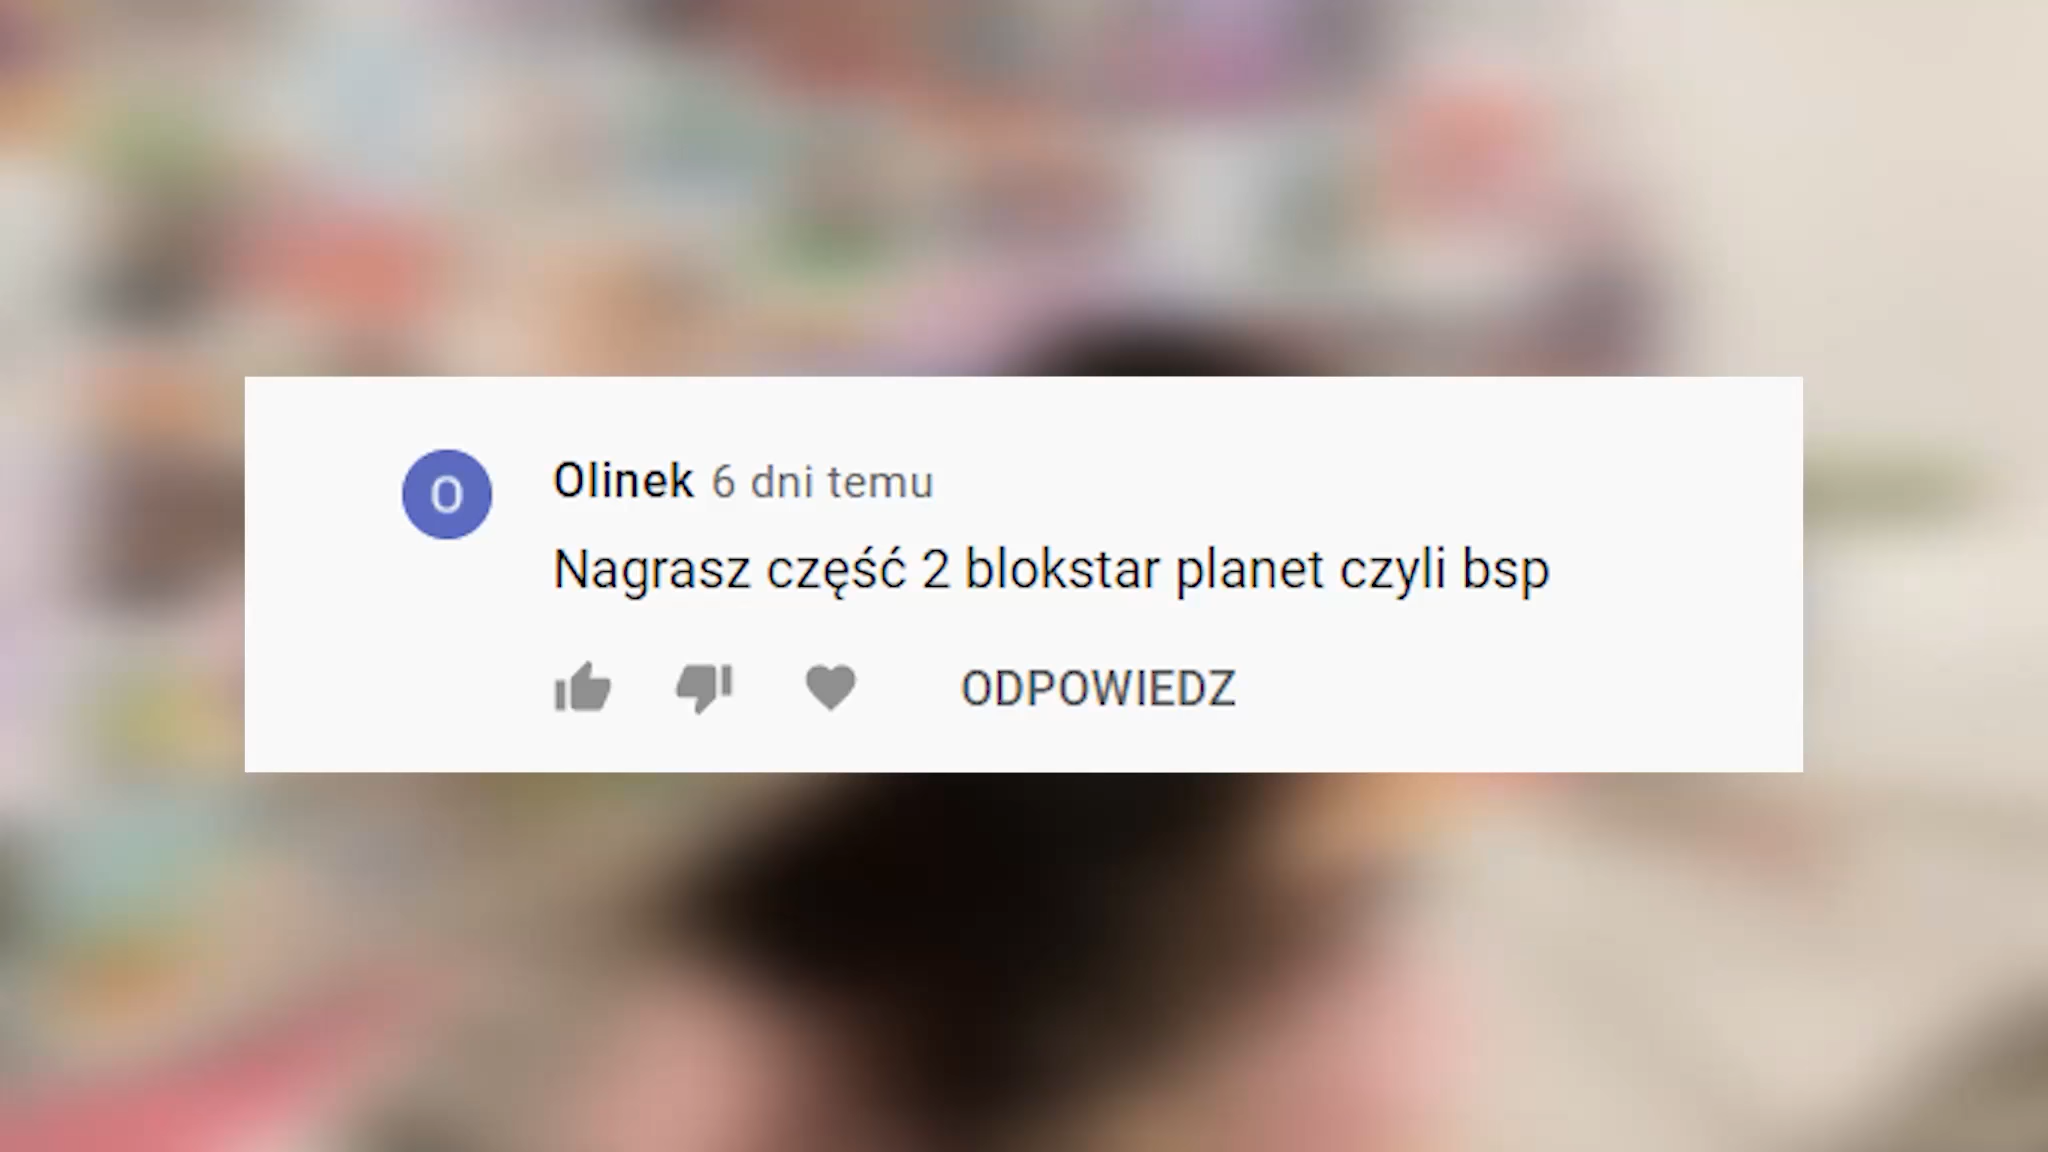 O
Olinek 6 dni temu
Nagrasz część 2 blokstar planet czyli bsp
ODPOWIEDZ